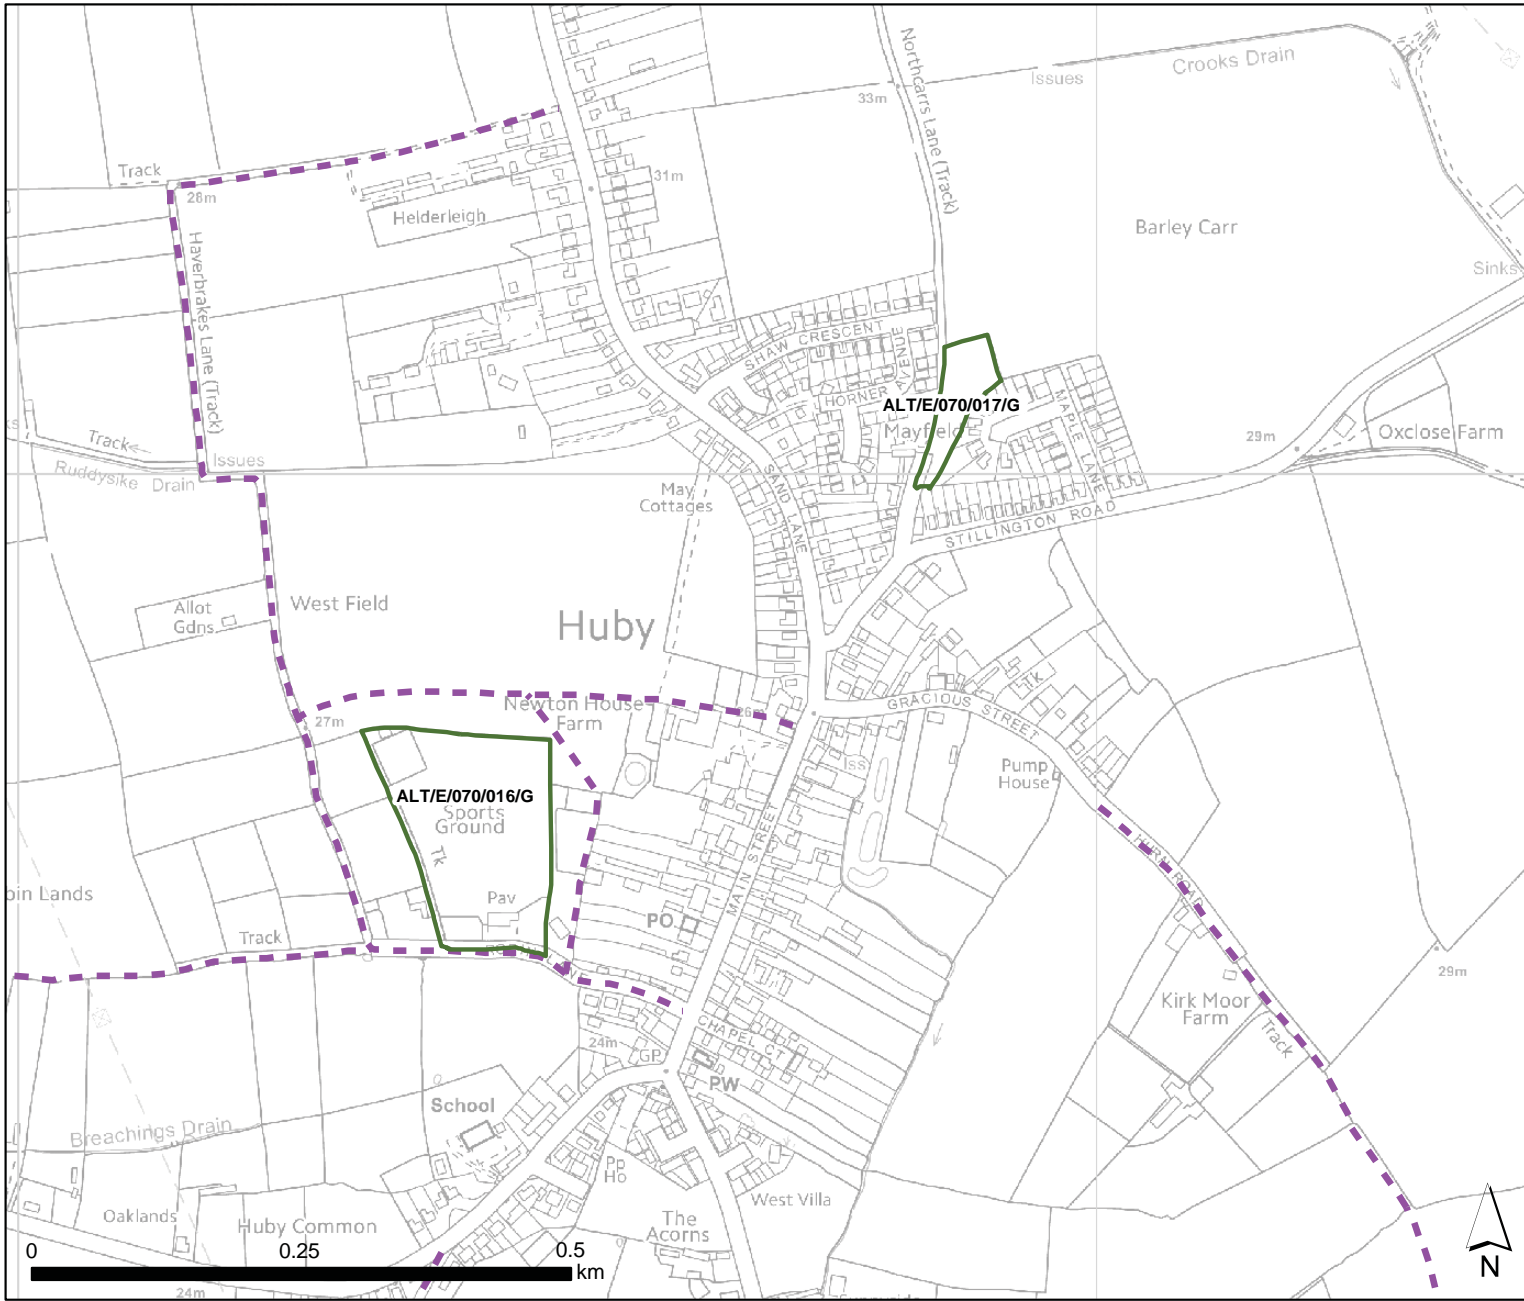 Northcarrs Lane (Track)
Crooks Drain
Issues
33m
Track
28m
31m
Helderleigh
Barley Carr
Sinks
Haverbrakes Lane (Track)
SHAW CRESCENT
AVENUE
HORNER
ALT/E/070/017/G
Mayfield
MAPLE LANE
29m
Oxclose Farm
Track
Issues
Ruddysike Drain
May
Cottages
SAND LANE
STILLINGTON ROAD
Allot
Gdns
West Field
Huby
Tk
Newton House
Farm
26m
GRACIOUS STREET
27m
Iss
Pump
House
ALT/E/070/016/G
Sports
Ground
Tk
MAIN STREET
HURN ROAD
bin Lands
Pav
PO
Track
29m
Kirk Moor
Farm
Track
CHAPEL CT
24m
GP
PW
School
Breachings Drain
Pp
Ho
West Villa
Oaklands
Huby Common
The
Acorns
N
0
0.25
0.5
km
24m